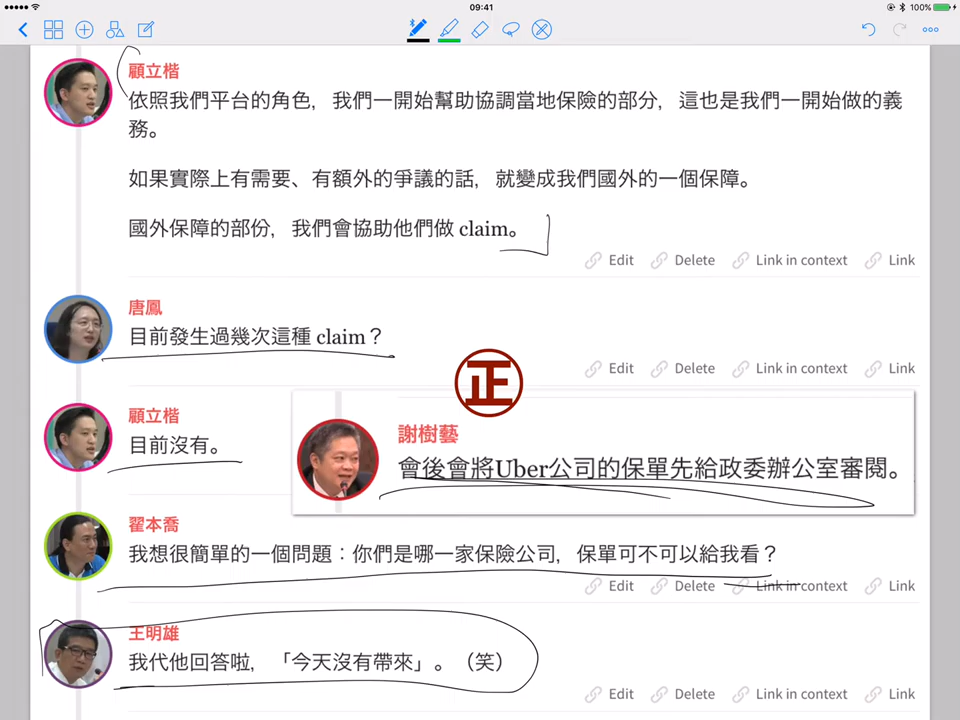 09:41
100%
顧立楷
依照我們平台的角色，我們一開始幫助協調當地保險的部分，這也是我們一開始做的義
務。
如果實際上有需要、有額外的爭議的話，就變成我們國外的一個保障。
國外保障的部份，我們會協助他們做 claim。
Edit Delete Link in context Link
唐鳳
目前發生過幾次這種 claim？
Edit Delete Link in context Link
正
顧立楷
目前沒有。
謝樹藝
會後會將Uber公司的保單先給政委辦公室審閱。
翟本喬
我想很簡單的一個問題：你們是哪一家保險公司，保單可不可以給我看？
Edit Delete Link in context Link
王明雄
我代他回答啦，「今天沒有帶來」。（笑）
Edit Delete Link in context Link